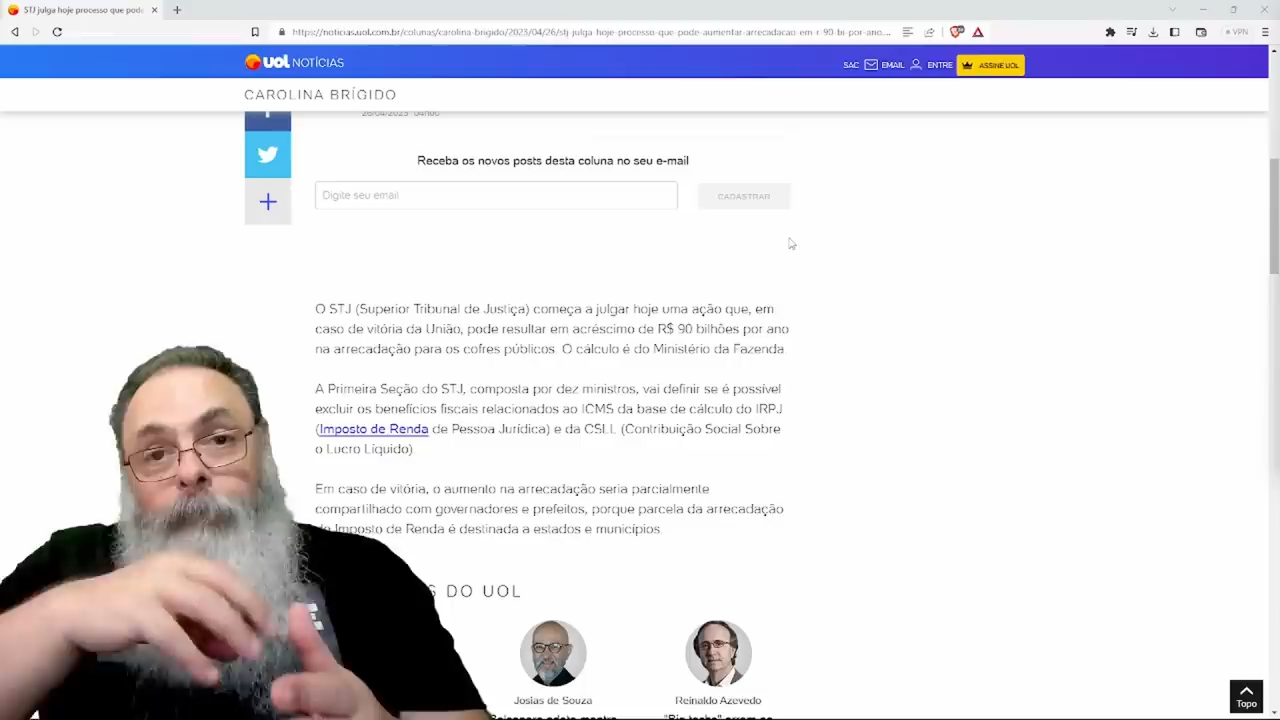 STJ julga hoje processo que pode
https://noticias.uol.com.br/colunas/carolina-brigido/2023/04/26/stj-julga-hoje-processo-que-pode-aumentar-arrecadacao-em-r-90-bi-por-ano....
VPN
uol NOTÍCIAS
SAC EMAIL ENTRE ASSINE UOL
CAROLINA BRÍGIDO
26/04/2023 04h00
Receba os novos posts desta coluna no seu e-mail
Digite seu email
CADASTRAR
O STJ (Superior Tribunal de Justiça) começa a julgar hoje uma ação que, em
caso de vitória da União, pode resultar em acréscimo de R$ 90 bilhões por ano
na arrecadação para os cofres públicos. O cálculo é do Ministério da Fazenda.
A Primeira Seção do STJ, composta por dez ministros, vai definir se é possível
excluir os benefícios fiscais relacionados ao ICMS da base de cálculo do IRPJ
(Imposto de Renda de Pessoa Jurídica) e da CSLL (Contribuição Social Sobre
o Lucro Líquido).
Em caso de vitória, o aumento na arrecadação seria parcialmente
compartilhado com governadores e prefeitos, porque parcela da arrecadação
Imposto de Renda é destinada a estados e municípios.
DO UOL
Josias de Souza
Reinaldo Azevedo
Topo